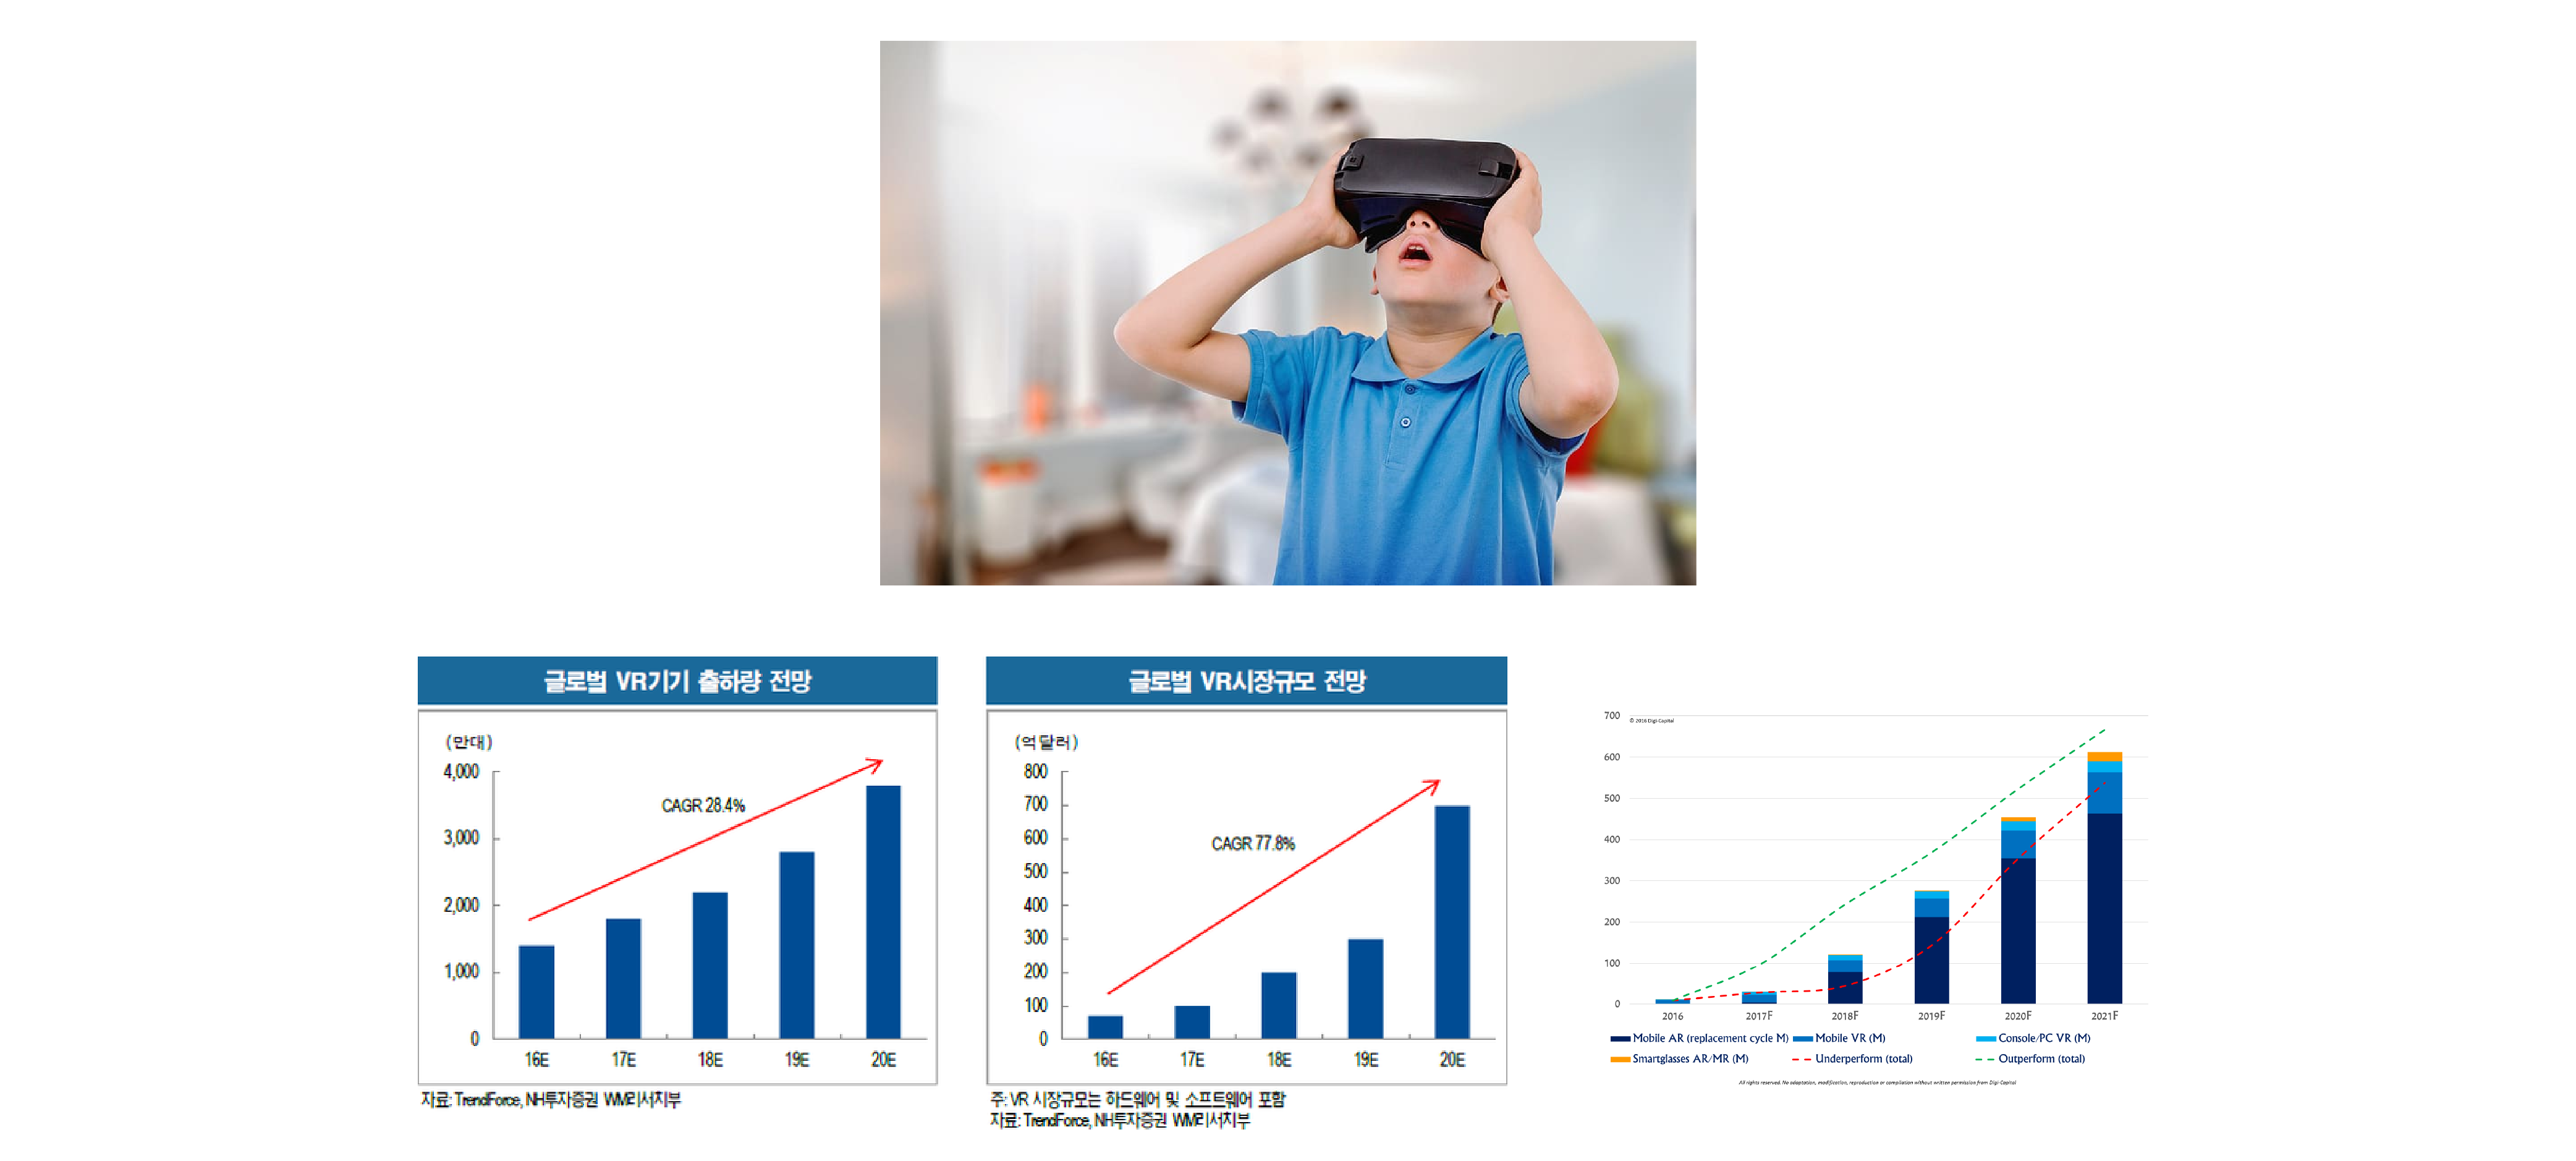 글로벌 VR기기 출하량 전망
(만대)
4,000
3,000
2,000
1,000
0
CAGR 28.4%
16E 17E 18E 19E 20E
자료: TrendForce, NH투자증권 WM리서치부
글로벌 VR시장규모 전망
(억달러)
800
700
600
500
400
300
200
100
0
CAGR 77.8%
16E 17E 18E 19E 20E
주: VR 시장규모는 하드웨어 및 소프트웨어 포함
자료: TrendForce, NH투자증권 WM리서치부
© 2016 Digi-Capital
700
600
500
400
300
200
100
0
2016 2017F 2018F 2019F 2020F 2021F
Mobile AR (replacement cycle M) Mobile VR (M) Console/PC VR (M)
Smartglasses AR/MR (M) Underperform (total) Outperform (total)
All rights reserved. No adaptation, modification, reproduction or compilation without written permission from Digi-Capital